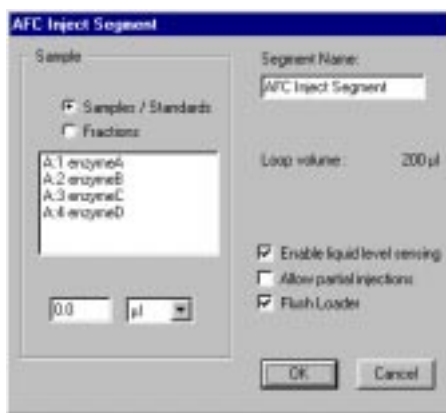 AFC Inject Segment
Sample
Samples / Standards
Fractions
A:1 enzymeA
A:2 enzymeB
A:3 enzymeC
A:4 enzymeD
0.0
µl
Segment Name:
AFC Inject Segment
Loop volume: 200 µl
Enable liquid level sensing
Allow partial injections
Flush Loader
OK
Cancel